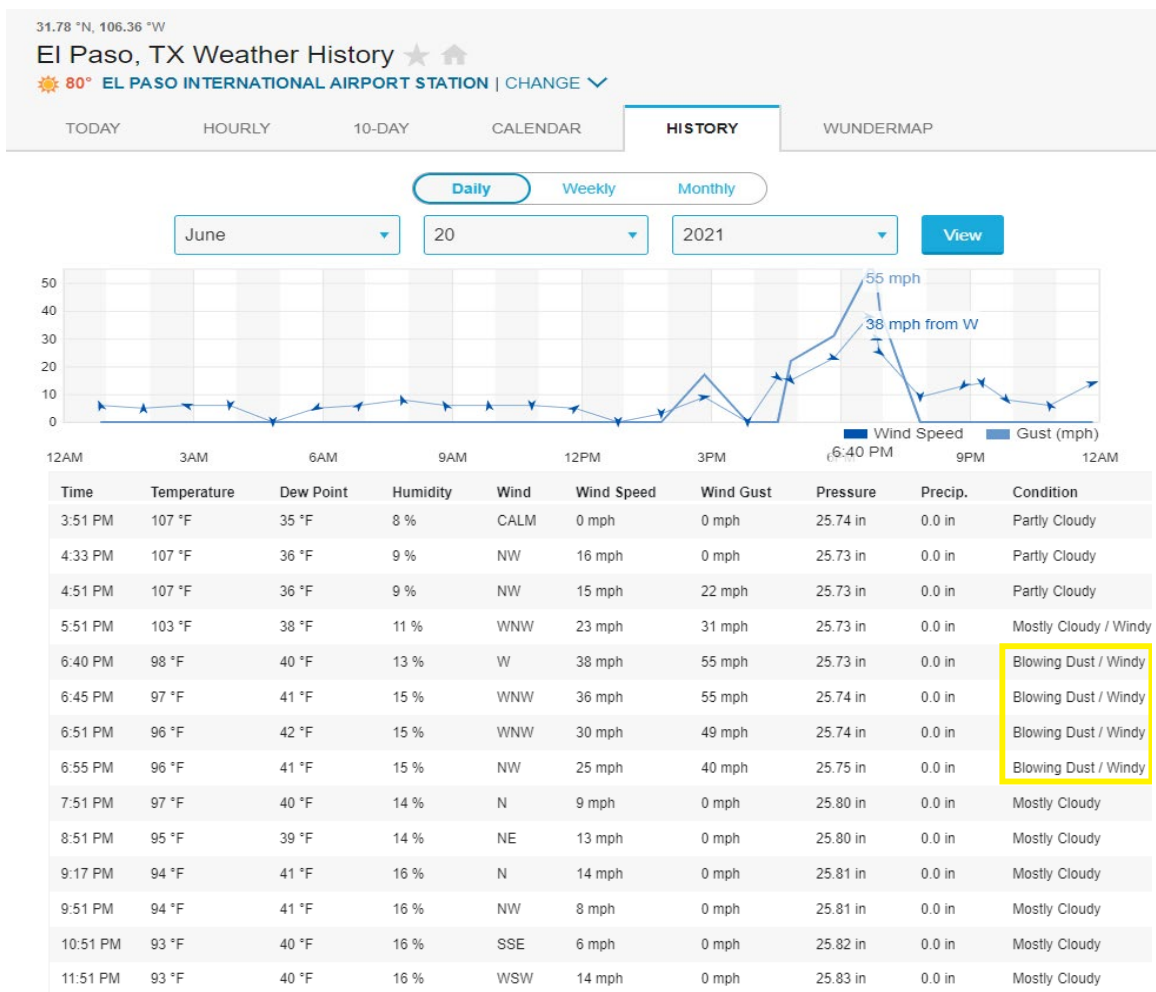 31.78 °N, 106.36 °W
El Paso, TX Weather History
80° EL PASO INTERNATIONAL AIRPORT STATION | CHANGE
TODAY HOURLY 10-DAY CALENDAR HISTORY WUNDERMAP
Daily Weekly Monthly
June 20 2021 View
50
40
30
20
10
0
55 mph
38 mph from W
Wind Speed Gust (mph)
6:40 PM
12AM 3AM 6AM 9AM 12PM 3PM 9PM 12AM
Time Temperature Dew Point Humidity Wind Wind Speed Wind Gust Pressure Precip. Condition
3:51 PM 107 °F 35 °F 8 % CALM 0 mph 0 mph 25.74 in 0.0 in Partly Cloudy
4:33 PM 107 °F 36 °F 9 % NW 16 mph 0 mph 25.73 in 0.0 in Partly Cloudy
4:51 PM 107 °F 36 °F 9 % NW 15 mph 22 mph 25.73 in 0.0 in Partly Cloudy
5:51 PM 103 °F 38 °F 11 % WNW 23 mph 31 mph 25.73 in 0.0 in Mostly Cloudy / Windy
6:40 PM 98 °F 40 °F 13 % W 38 mph 55 mph 25.73 in 0.0 in Blowing Dust / Windy
6:45 PM 97 °F 41 °F 15 % WNW 36 mph 55 mph 25.74 in 0.0 in Blowing Dust / Windy
6:51 PM 96 °F 42 °F 15 % WNW 30 mph 49 mph 25.74 in 0.0 in Blowing Dust / Windy
6:55 PM 96 °F 41 °F 15 % NW 25 mph 40 mph 25.75 in 0.0 in Blowing Dust / Windy
7:51 PM 97 °F 40 °F 14 % N 9 mph 0 mph 25.80 in 0.0 in Mostly Cloudy
8:51 PM 95 °F 39 °F 14 % NE 13 mph 0 mph 25.80 in 0.0 in Mostly Cloudy
9:17 PM 94 °F 41 °F 16 % N 14 mph 0 mph 25.81 in 0.0 in Mostly Cloudy
9:51 PM 94 °F 41 °F 16 % NW 8 mph 0 mph 25.81 in 0.0 in Mostly Cloudy
10:51 PM 93 °F 40 °F 16 % SSE 6 mph 0 mph 25.82 in 0.0 in Mostly Cloudy
11:51 PM 93 °F 40 °F 16 % WSW 14 mph 0 mph 25.83 in 0.0 in Mostly Cloudy